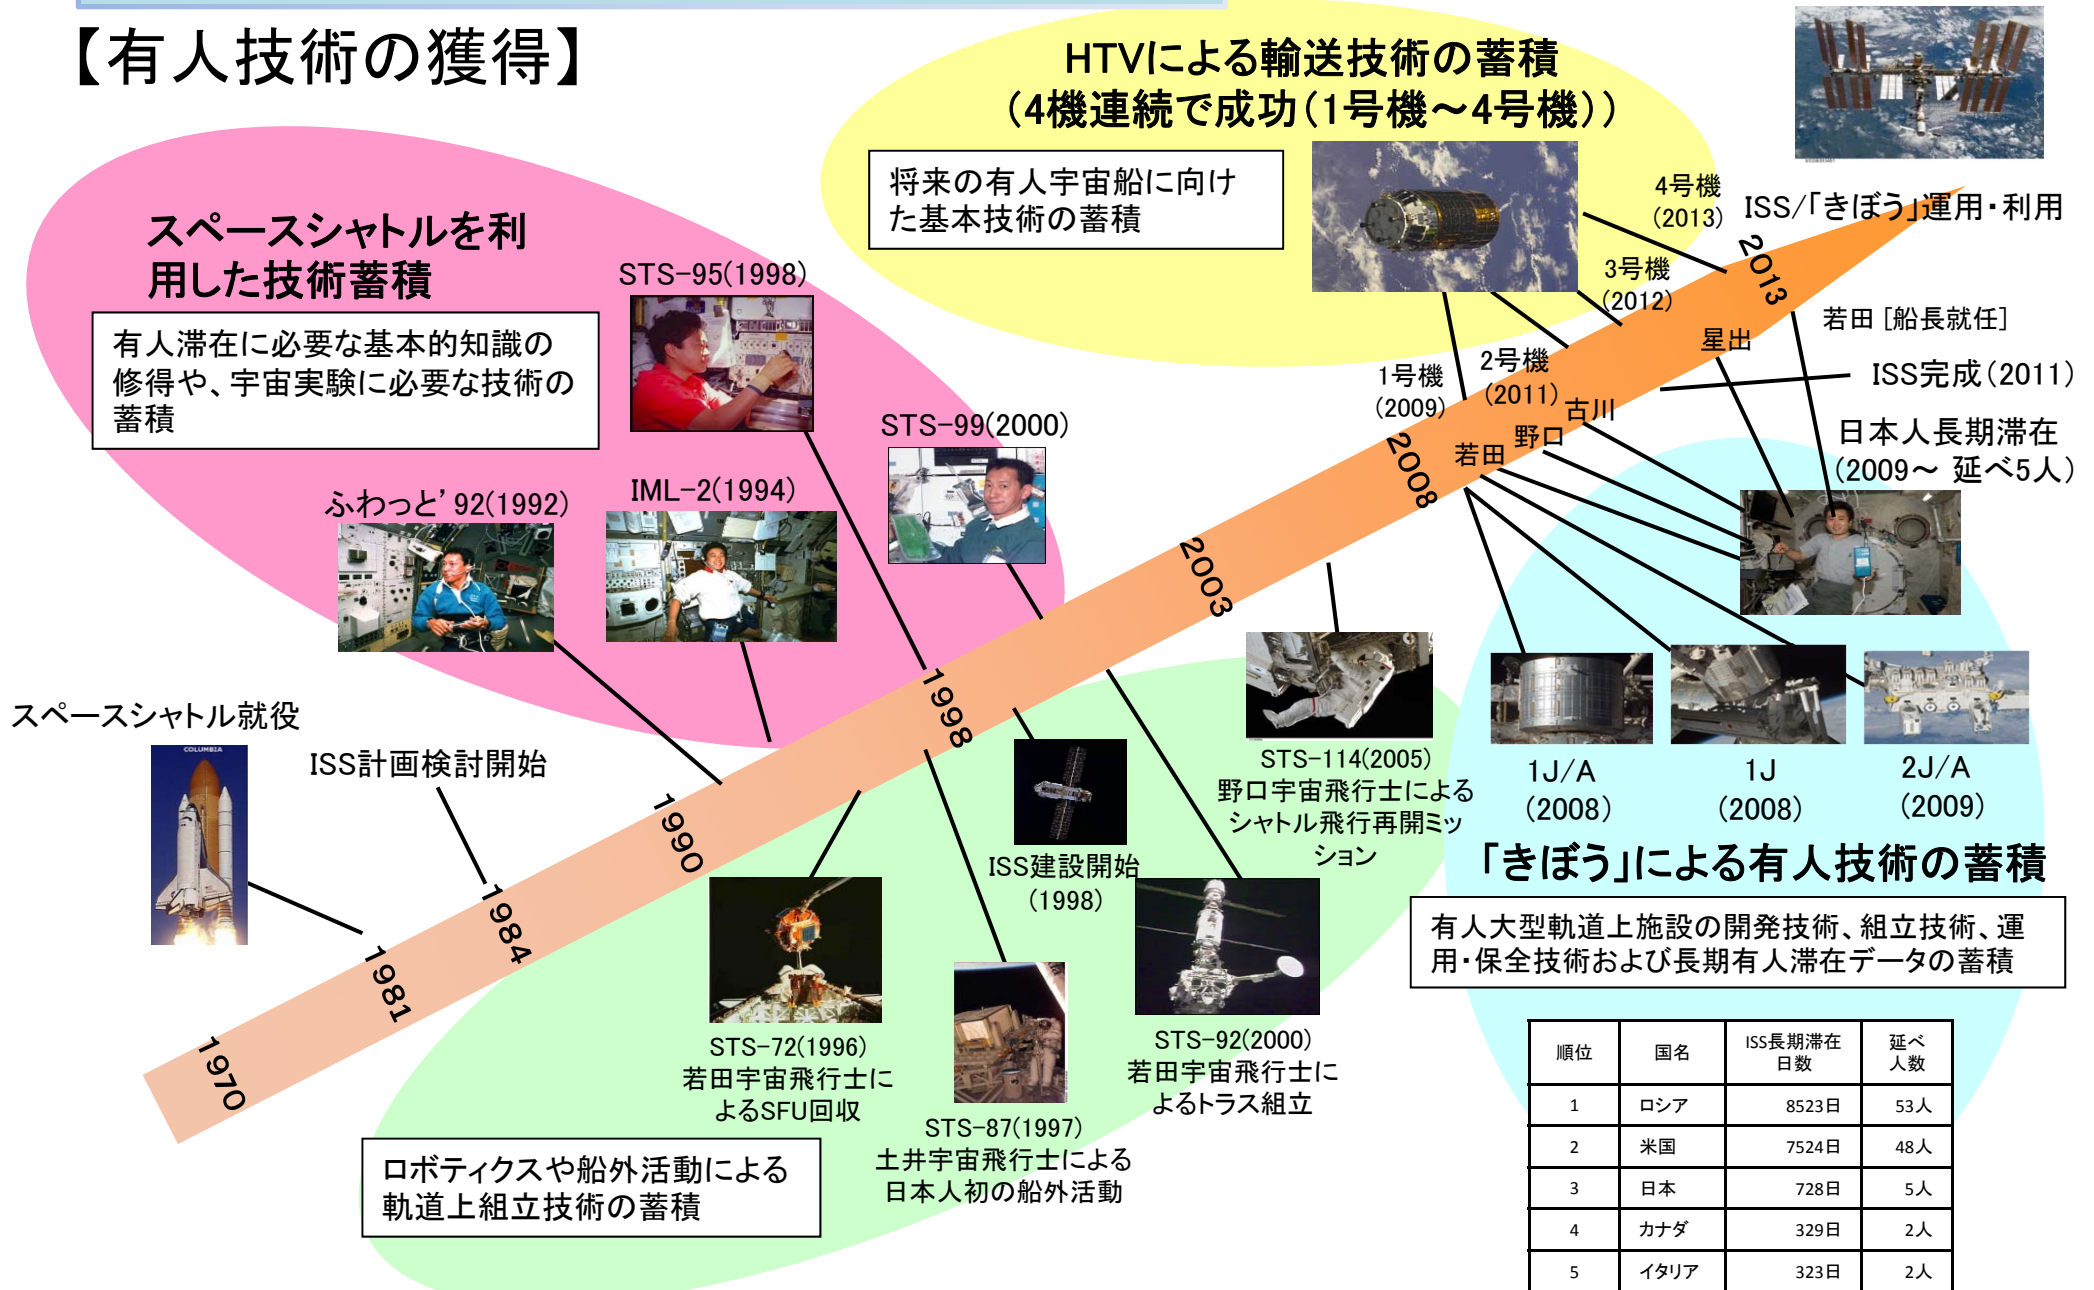 【有人技術の獲得】
HTVによる輸送技術の蓄積
（4機連続で成功（1号機～4号機））
将来の有人宇宙船に向け
た基本技術の蓄積
4号機
(2013)
ISS/「きぼう」運用・利用
3号機
(2012)
2013
若田 [船長就任]
星出
ISS完成（2011）
2号機
(2011)
1号機
(2009)
古川
野口
若田
2008
日本人長期滞在
（2009～ 延べ5人）
スペースシャトルを利
用した技術蓄積
有人滞在に必要な基本的知識の
修得や、宇宙実験に必要な技術の
蓄積
STS-95(1998)
STS-99(2000)
ふわっと’92(1992)
IML-2(1994)
2003
1998
スペースシャトル就役
COLUMBIA
ISS計画検討開始
1990
1984
1981
1970
STS-114(2005)
野口宇宙飛行士による
シャトル飛行再開ミッ
ション
ISS建設開始
(1998)
STS-72(1996)
若田宇宙飛行士に
よるSFU回収
STS-87(1997)
土井宇宙飛行士による
日本人初の船外活動
STS-92(2000)
若田宇宙飛行士に
よるトラス組立
ロボティクスや船外活動による
軌道上組立技術の蓄積
1J/A
（2008）
1J
（2008）
2J/A
（2009）
「きぼう」による有人技術の蓄積
有人大型軌道上施設の開発技術、組立技術、運
用・保全技術および長期有人滞在データの蓄積
順位 国名 ISS長期滞在日数 延べ人数
1 ロシア 8523日 53人
2 米国 7524日 48人
3 日本 728日 5人
4 カナダ 329日 2人
5 イタリア 323日 2人